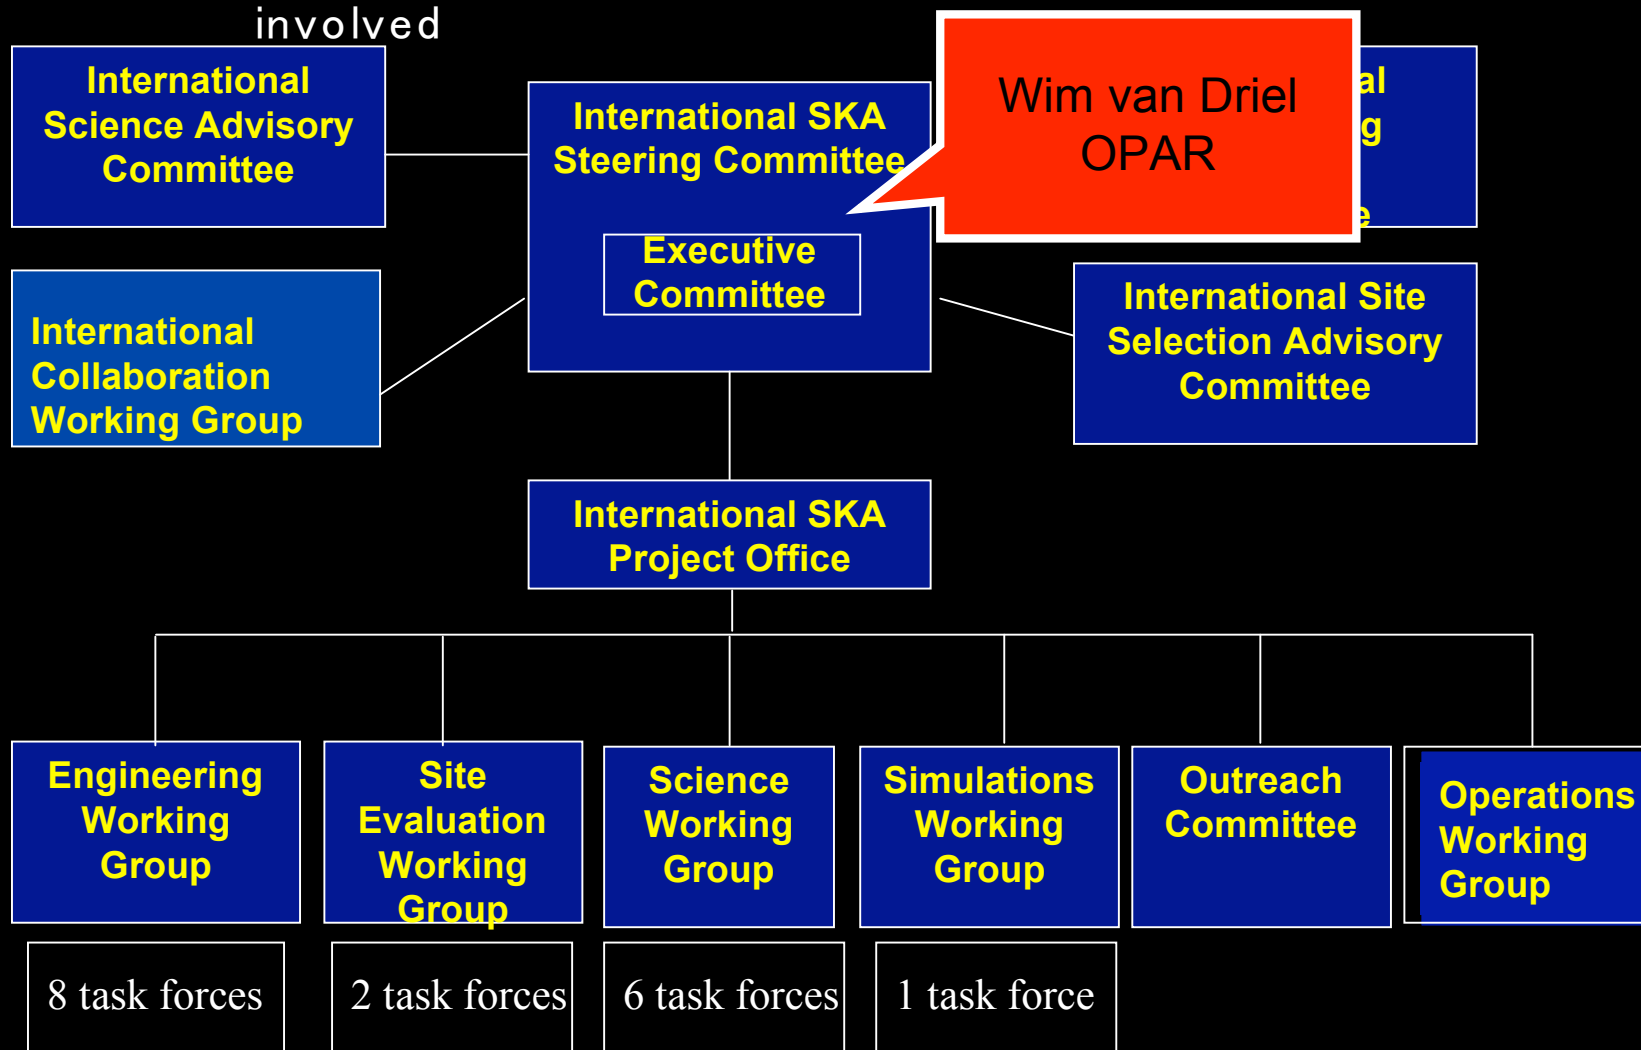 involved
International
Science Advisory
Committee
International SKA
Steering Committee
Executive
Committee
Wim van Driel
OPAR
International
Collaboration
Working Group
International Site
Selection Advisory
Committee
International SKA
Project Office
Engineering
Working
Group
Site
Evaluation
Working
Group
Science
Working
Group
Simulations
Working
Group
Outreach
Committee
Operations
Working
Group
8 task forces
2 task forces
6 task forces
1 task force